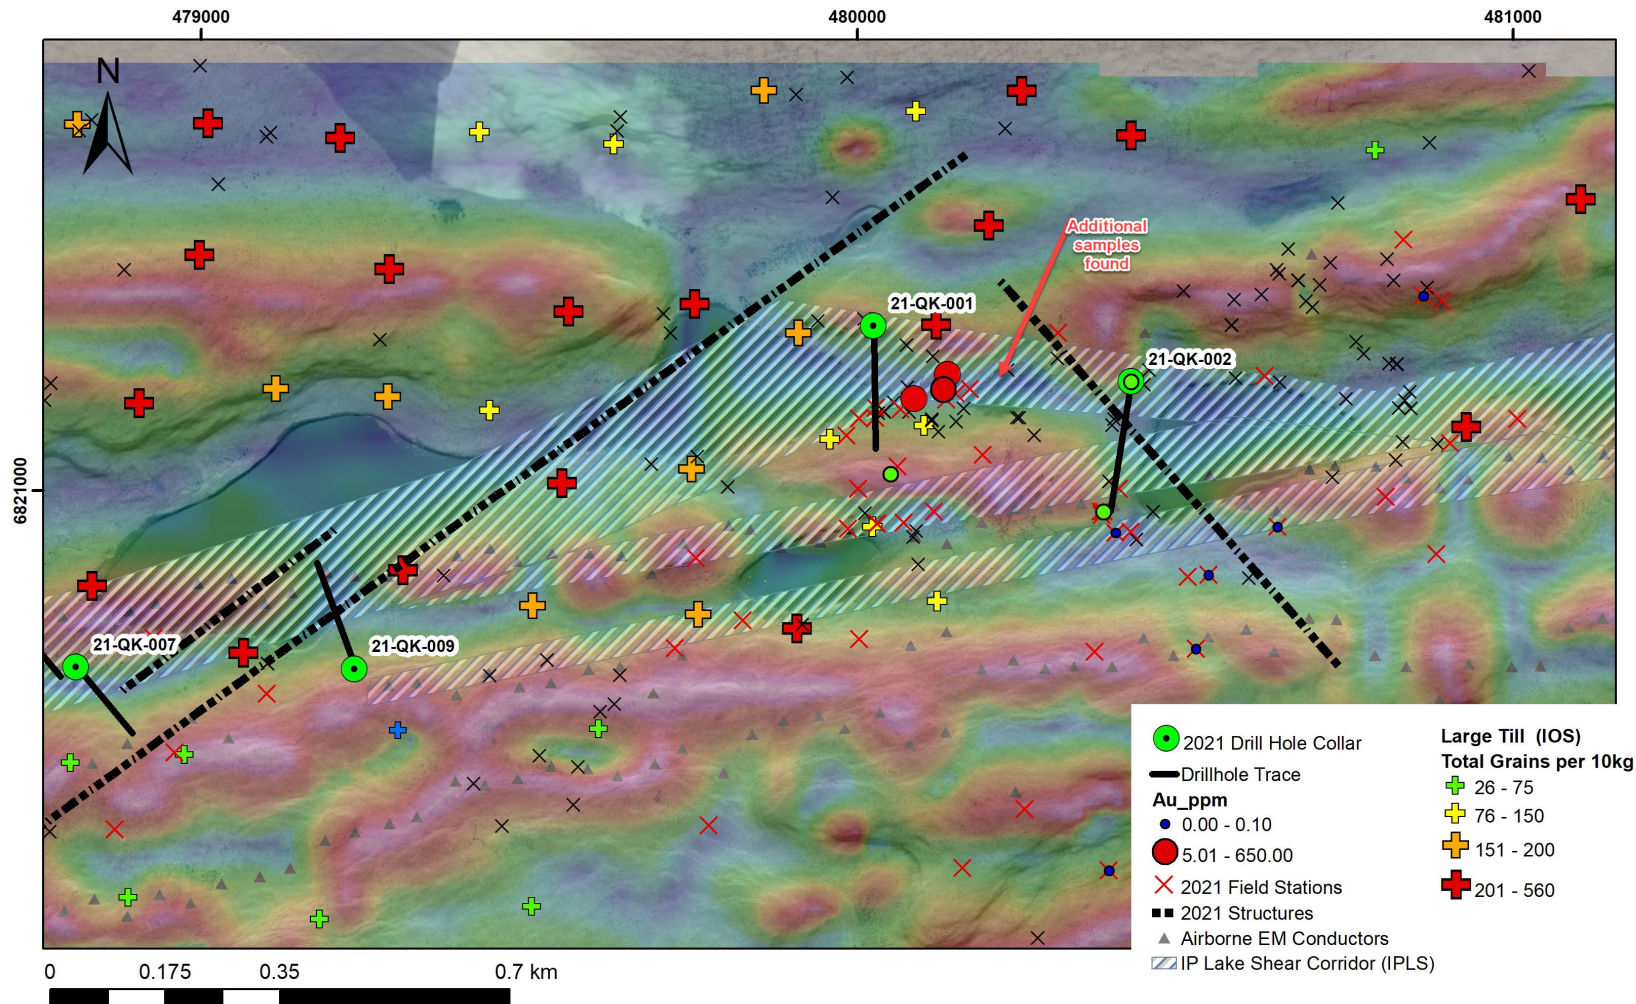 479000
480000
481000
N
6821000
Additional
samples
found
21-QK-001
21-QK-002
21-QK-007
21-QK-009
2021 Drill Hole Collar
Drillhole Trace
Au_ppm
0.00 - 0.10
5.01 - 650.00
2021 Field Stations
2021 Structures
Airborne EM Conductors
IP Lake Shear Corridor (IPLS)
Large Till (IOS)
Total Grains per 10kg
26 - 75
76 - 150
151 - 200
201 - 560
0 0.175 0.35 0.7 km